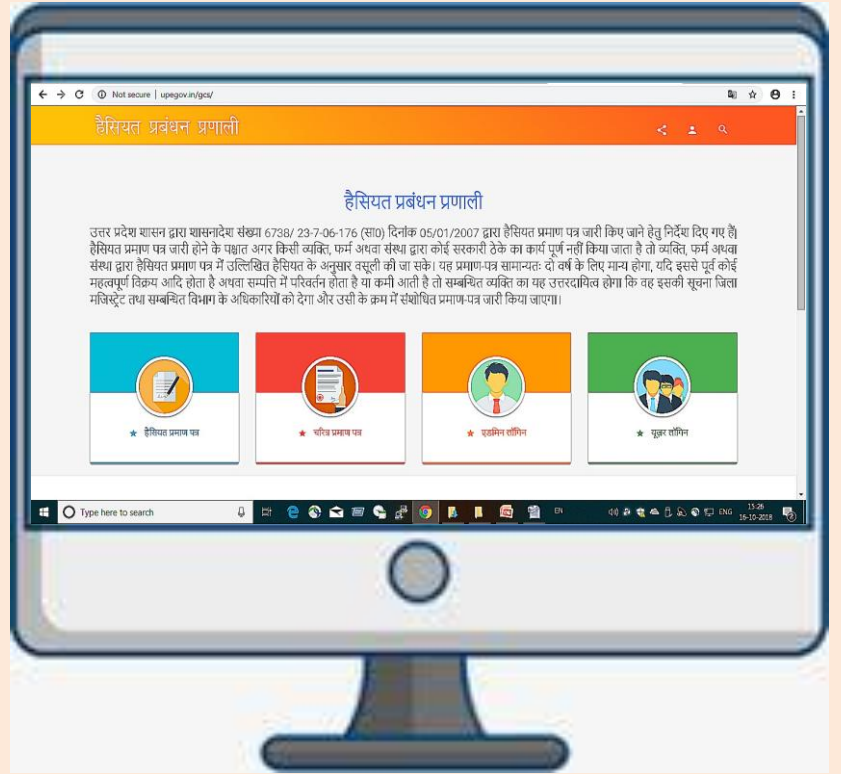 Not secure | upegov.in/gcs/
हैसियत प्रबंधन प्रणाली
हैसियत प्रबंधन प्रणाली
उत्तर प्रदेश शासन द्वारा शासनादेश संख्या 6738/ 23-7-06-176 (सा0) दिनांक 05/01/2007 द्वारा हैसियत प्रमाण पत्र जारी किए जाने हेतु निर्देश दिए गए हैं|
हैसियत प्रमाण पत्र जारी होने के पश्चात अगर किसी व्यक्ति, फर्म अथवा संस्था द्वारा कोई सरकारी ठेके का कार्य पूर्ण नहीं किया जाता है तो व्यक्ति, फर्म अथवा
संस्था द्वारा हैसियत प्रमाण पत्र में उल्लिखित हैसियत के अनुसार वसूली की जा सके। यह प्रमाण-पत्र सामान्यतः दो वर्ष के लिए मान्य होगा, यदि इससे पूर्व कोई
महत्वपूर्ण विक्रय आदि होता है अथवा सम्पत्ति में परिवर्तन होता है या कमी आती है तो सम्बन्धित व्यक्ति का यह उत्तरदायित्व होगा कि वह इसकी सूचना जिला
मजिस्ट्रेट तथा सम्बन्धित विभाग के अधिकारियों को देगा और उसी के क्रम में संशोधित प्रमाण-पत्र जारी किया जाएगा।
हैसियत प्रमाण पत्र
चरित्र प्रमाण पत्र
एडमिन लॉगिन
यूज़र लॉगिन
Type here to search
EN
ENG
15:26
16-10-2018